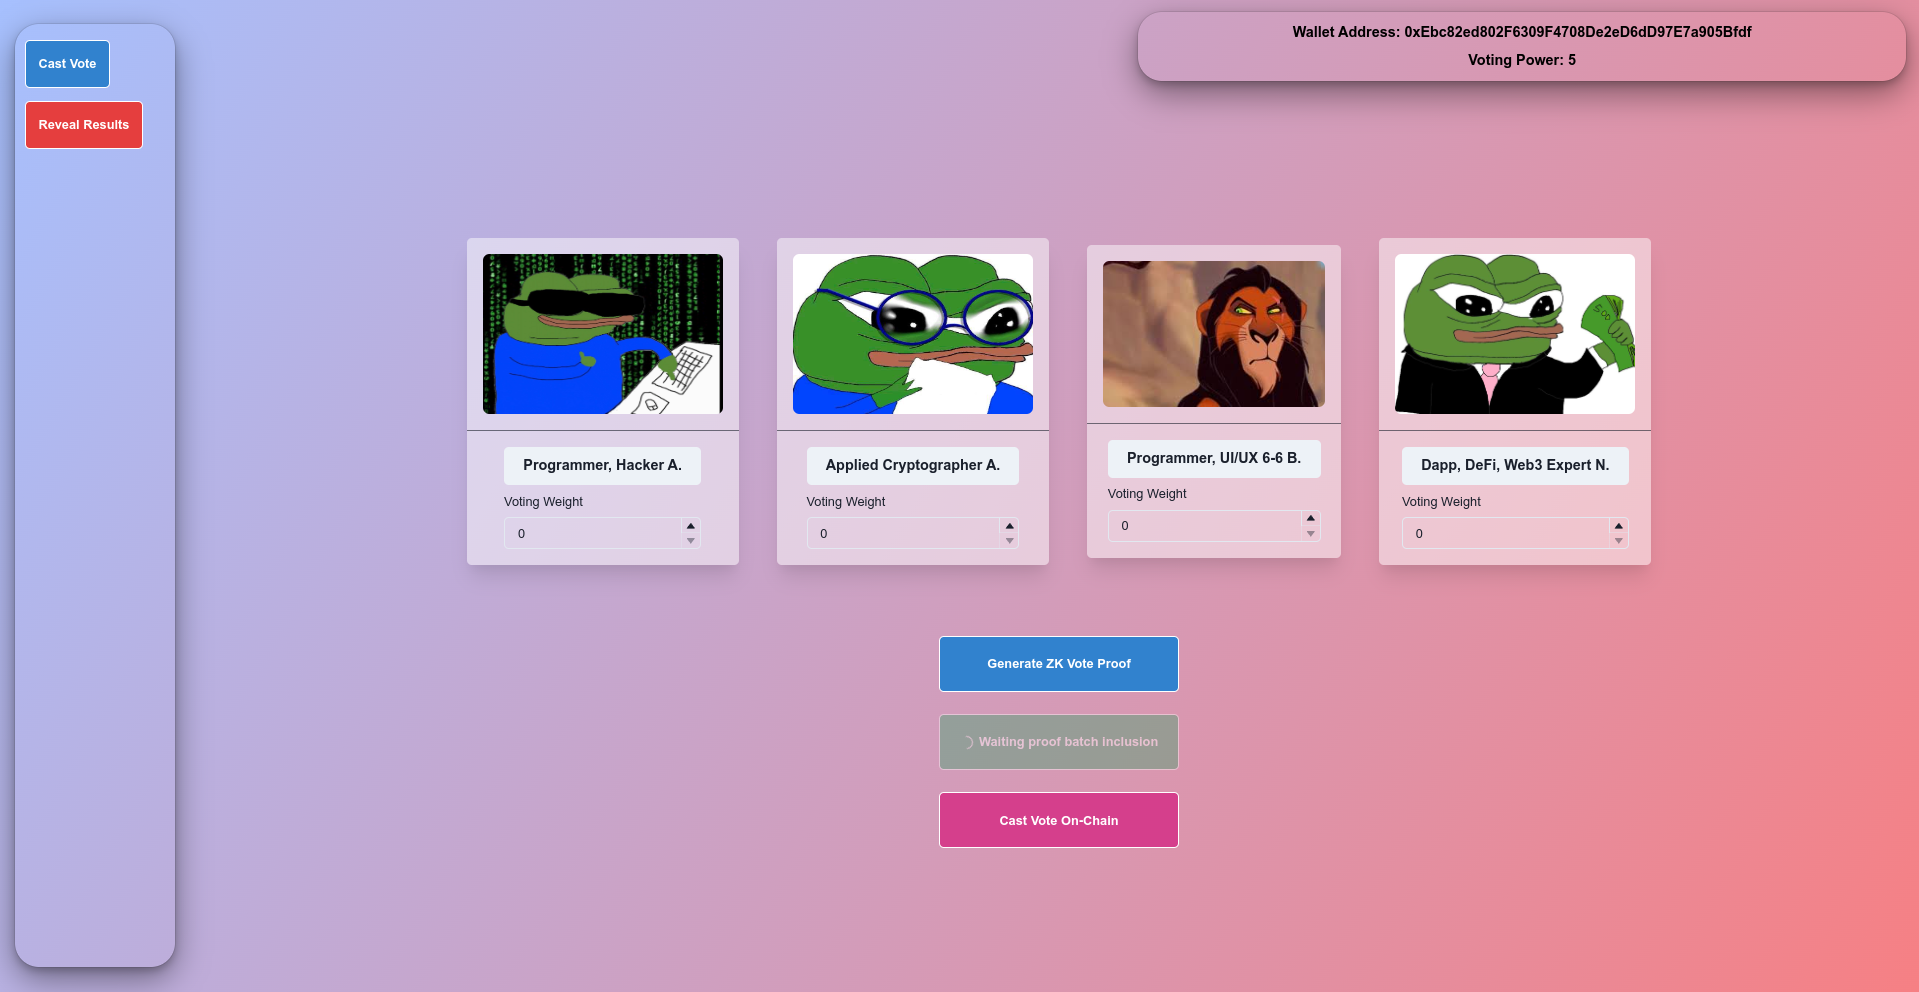 Cast Vote
Reveal Results
Wallet Address: 0xEbc82ed802F6309F4708De2eD6dD97E7a905Bfdf
Voting Power: 5
Programmer, Hacker A.
Voting Weight
0
Applied Cryptographer A.
Voting Weight
0
Programmer, UI/UX 6-6 B.
Voting Weight
0
Dapp, DeFi, Web3 Expert N.
Voting Weight
0
Generate ZK Vote Proof
Waiting proof batch inclusion
Cast Vote On-Chain